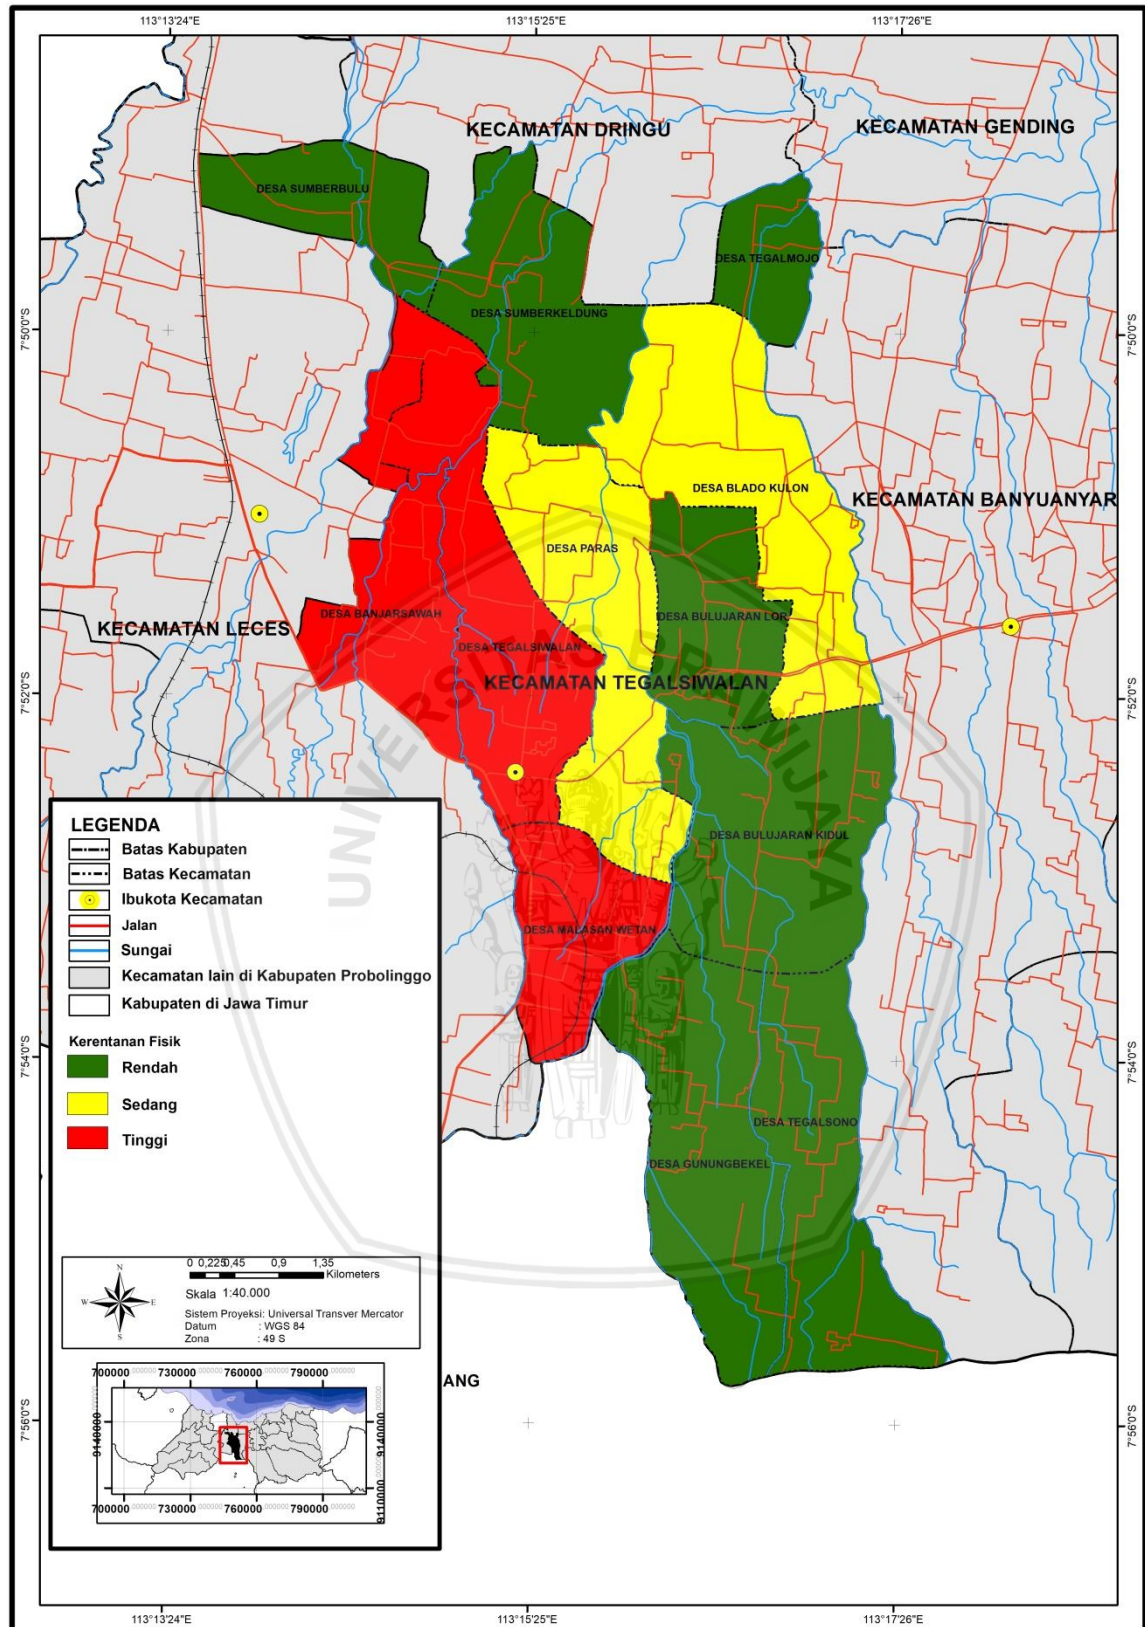 113°13'24"E
113°15'25"E
113°17'26"E
KECAMATAN DRINGU
KECAMATAN GENDING
DESA SUMBERBULU
DESA TEGALMOJO
DESA SUMBERKELDUNG
7°50'0"S
7°50'0"S
DESA BLADO KULON
KECAMATAN BANYUANYAR
DESA PARAS
DESA BANJARSAWAH
DESA BULUJARAN LOR
KECAMATAN LECES
DESA TEGALSIWALAN
KECAMATAN TEGALSIWALAN
7°52'0"S
7°52'0"S
UNIVERSITAS BRAWIJAYA
DESA BULUJARAN KIDUL
DESA MALASAN WETAN
7°54'0"S
7°54'0"S
DESA TEGALSONO
DESA GUNUNGBEKEL
ANG
7°56'0"S
7°56'0"S
LEGENDA
Batas Kabupaten
Batas Kecamatan
Ibukota Kecamatan
Jalan
Sungai
Kecamatan lain di Kabupaten Probolinggo
Kabupaten di Jawa Timur
Kerentanan Fisik
Rendah
Sedang
Tinggi
N
W E
S
0 0,2250,45 0,9 1,35
Kilometers
Skala 1:40.000
Sistem Proyeksi: Universal Transver Mercator
Datum : WGS 84
Zona : 49 S
700000 730000 760000 790000
9140000
9140000
9110000
700000 730000 760000 790000
113°13'24"E
113°15'25"E
113°17'26"E